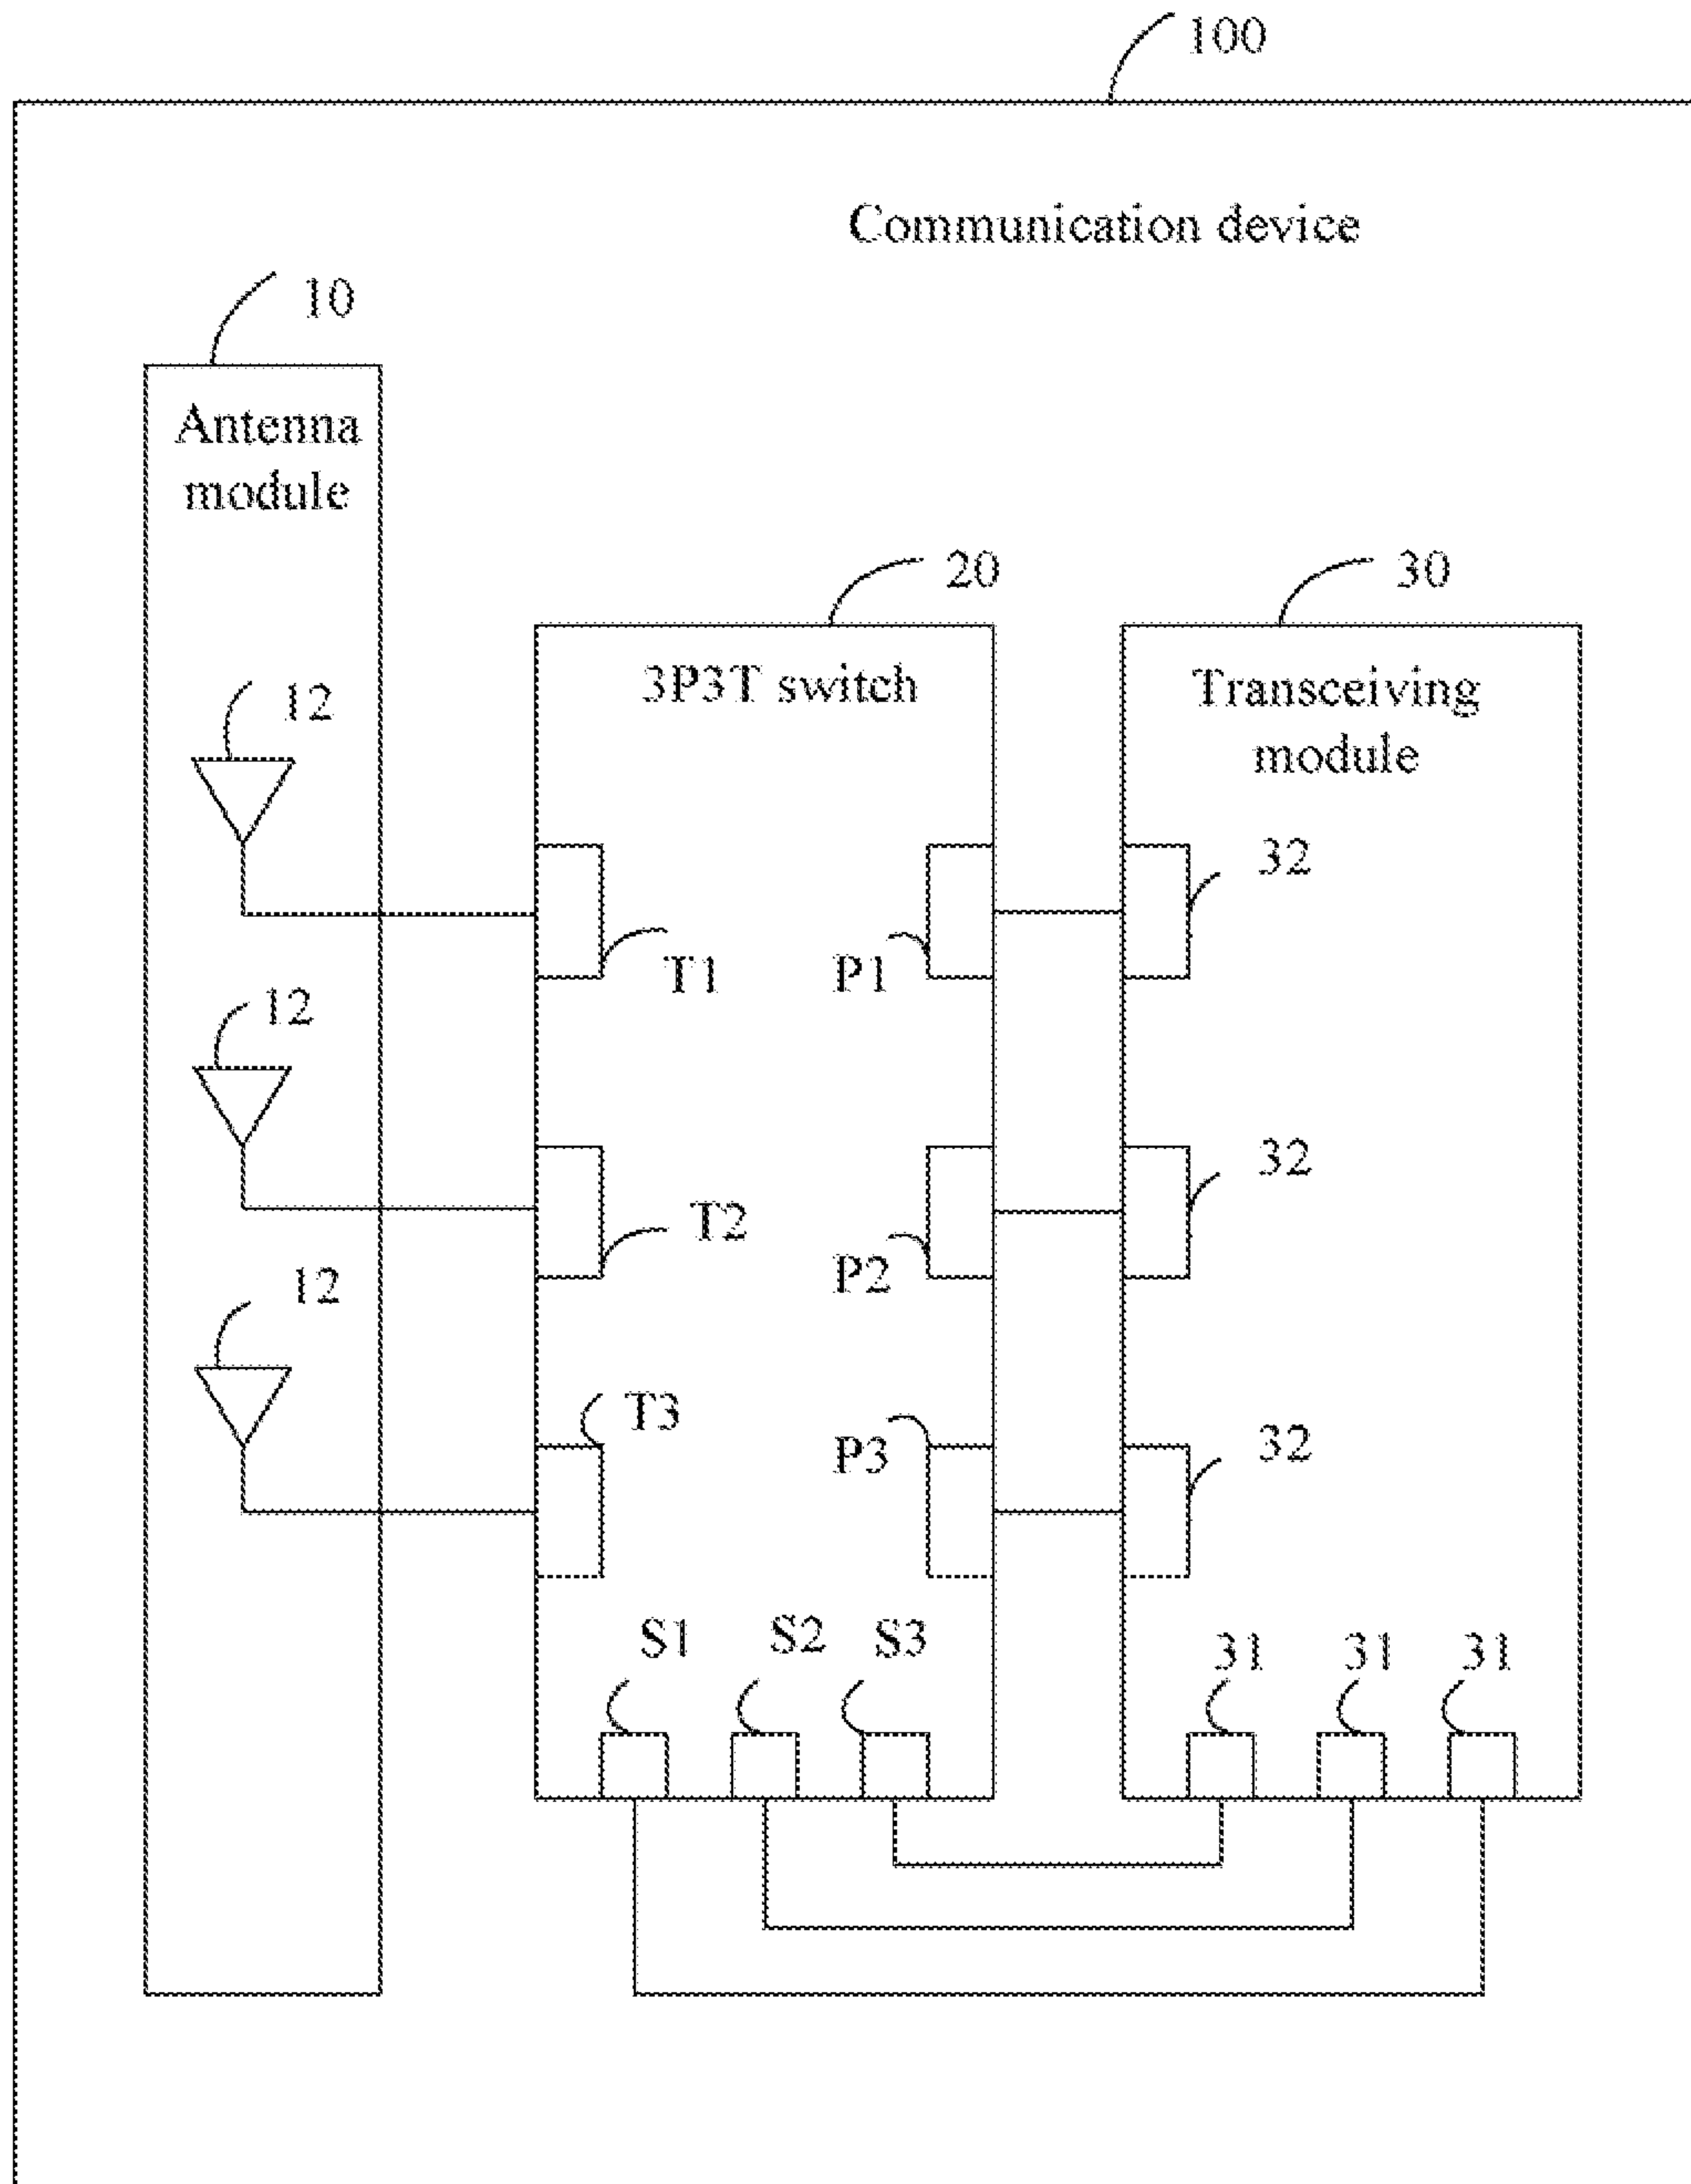 100
Communication device
10
Antenna
module
20
30
3P3T switch
Transceiving
module
12
32
T1
P1
12
32
T2
P2
12
T3
P3
32
S1
S2
S3
31
31
31